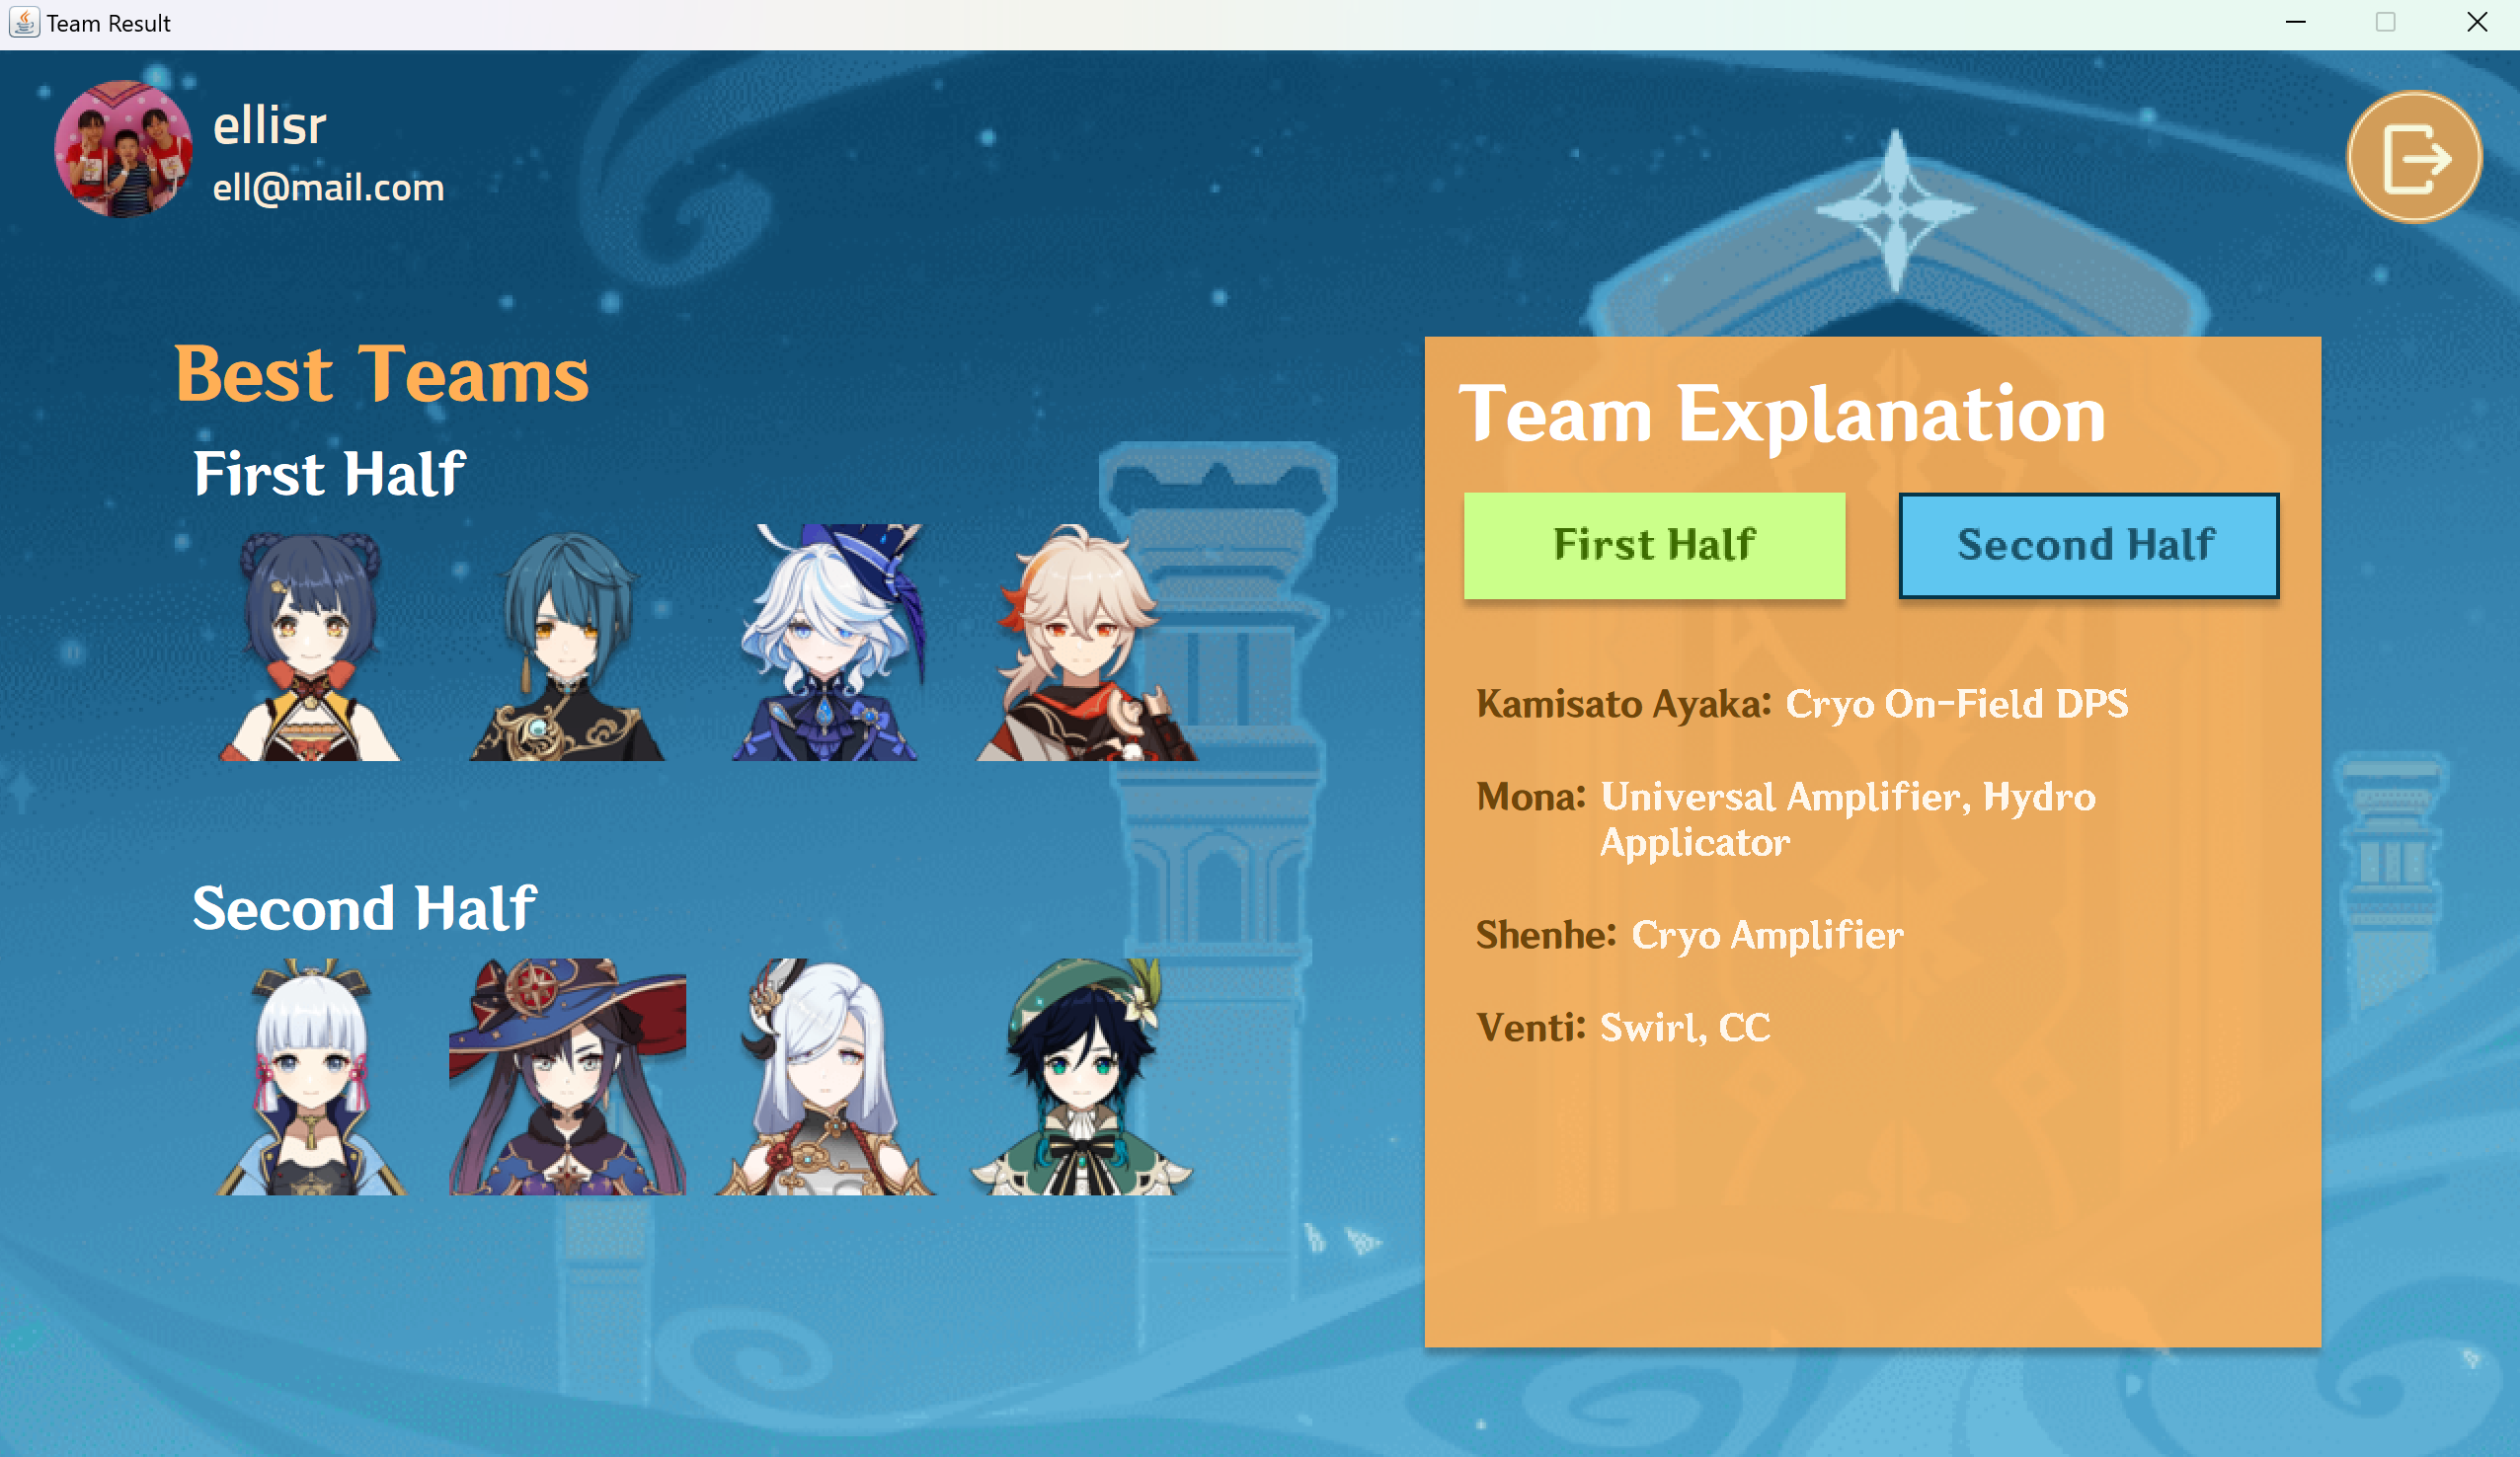 Team Result
ellisr
ell@mail.com
Best Teams
First Half
Second Half
Team Explanation
First Half
Second Half
Kamisato Ayaka: Cryo On-Field DPS
Mona: Universal Amplifier, Hydro
Applicator
Shenhe: Cryo Amplifier
Venti: Swirl, CC